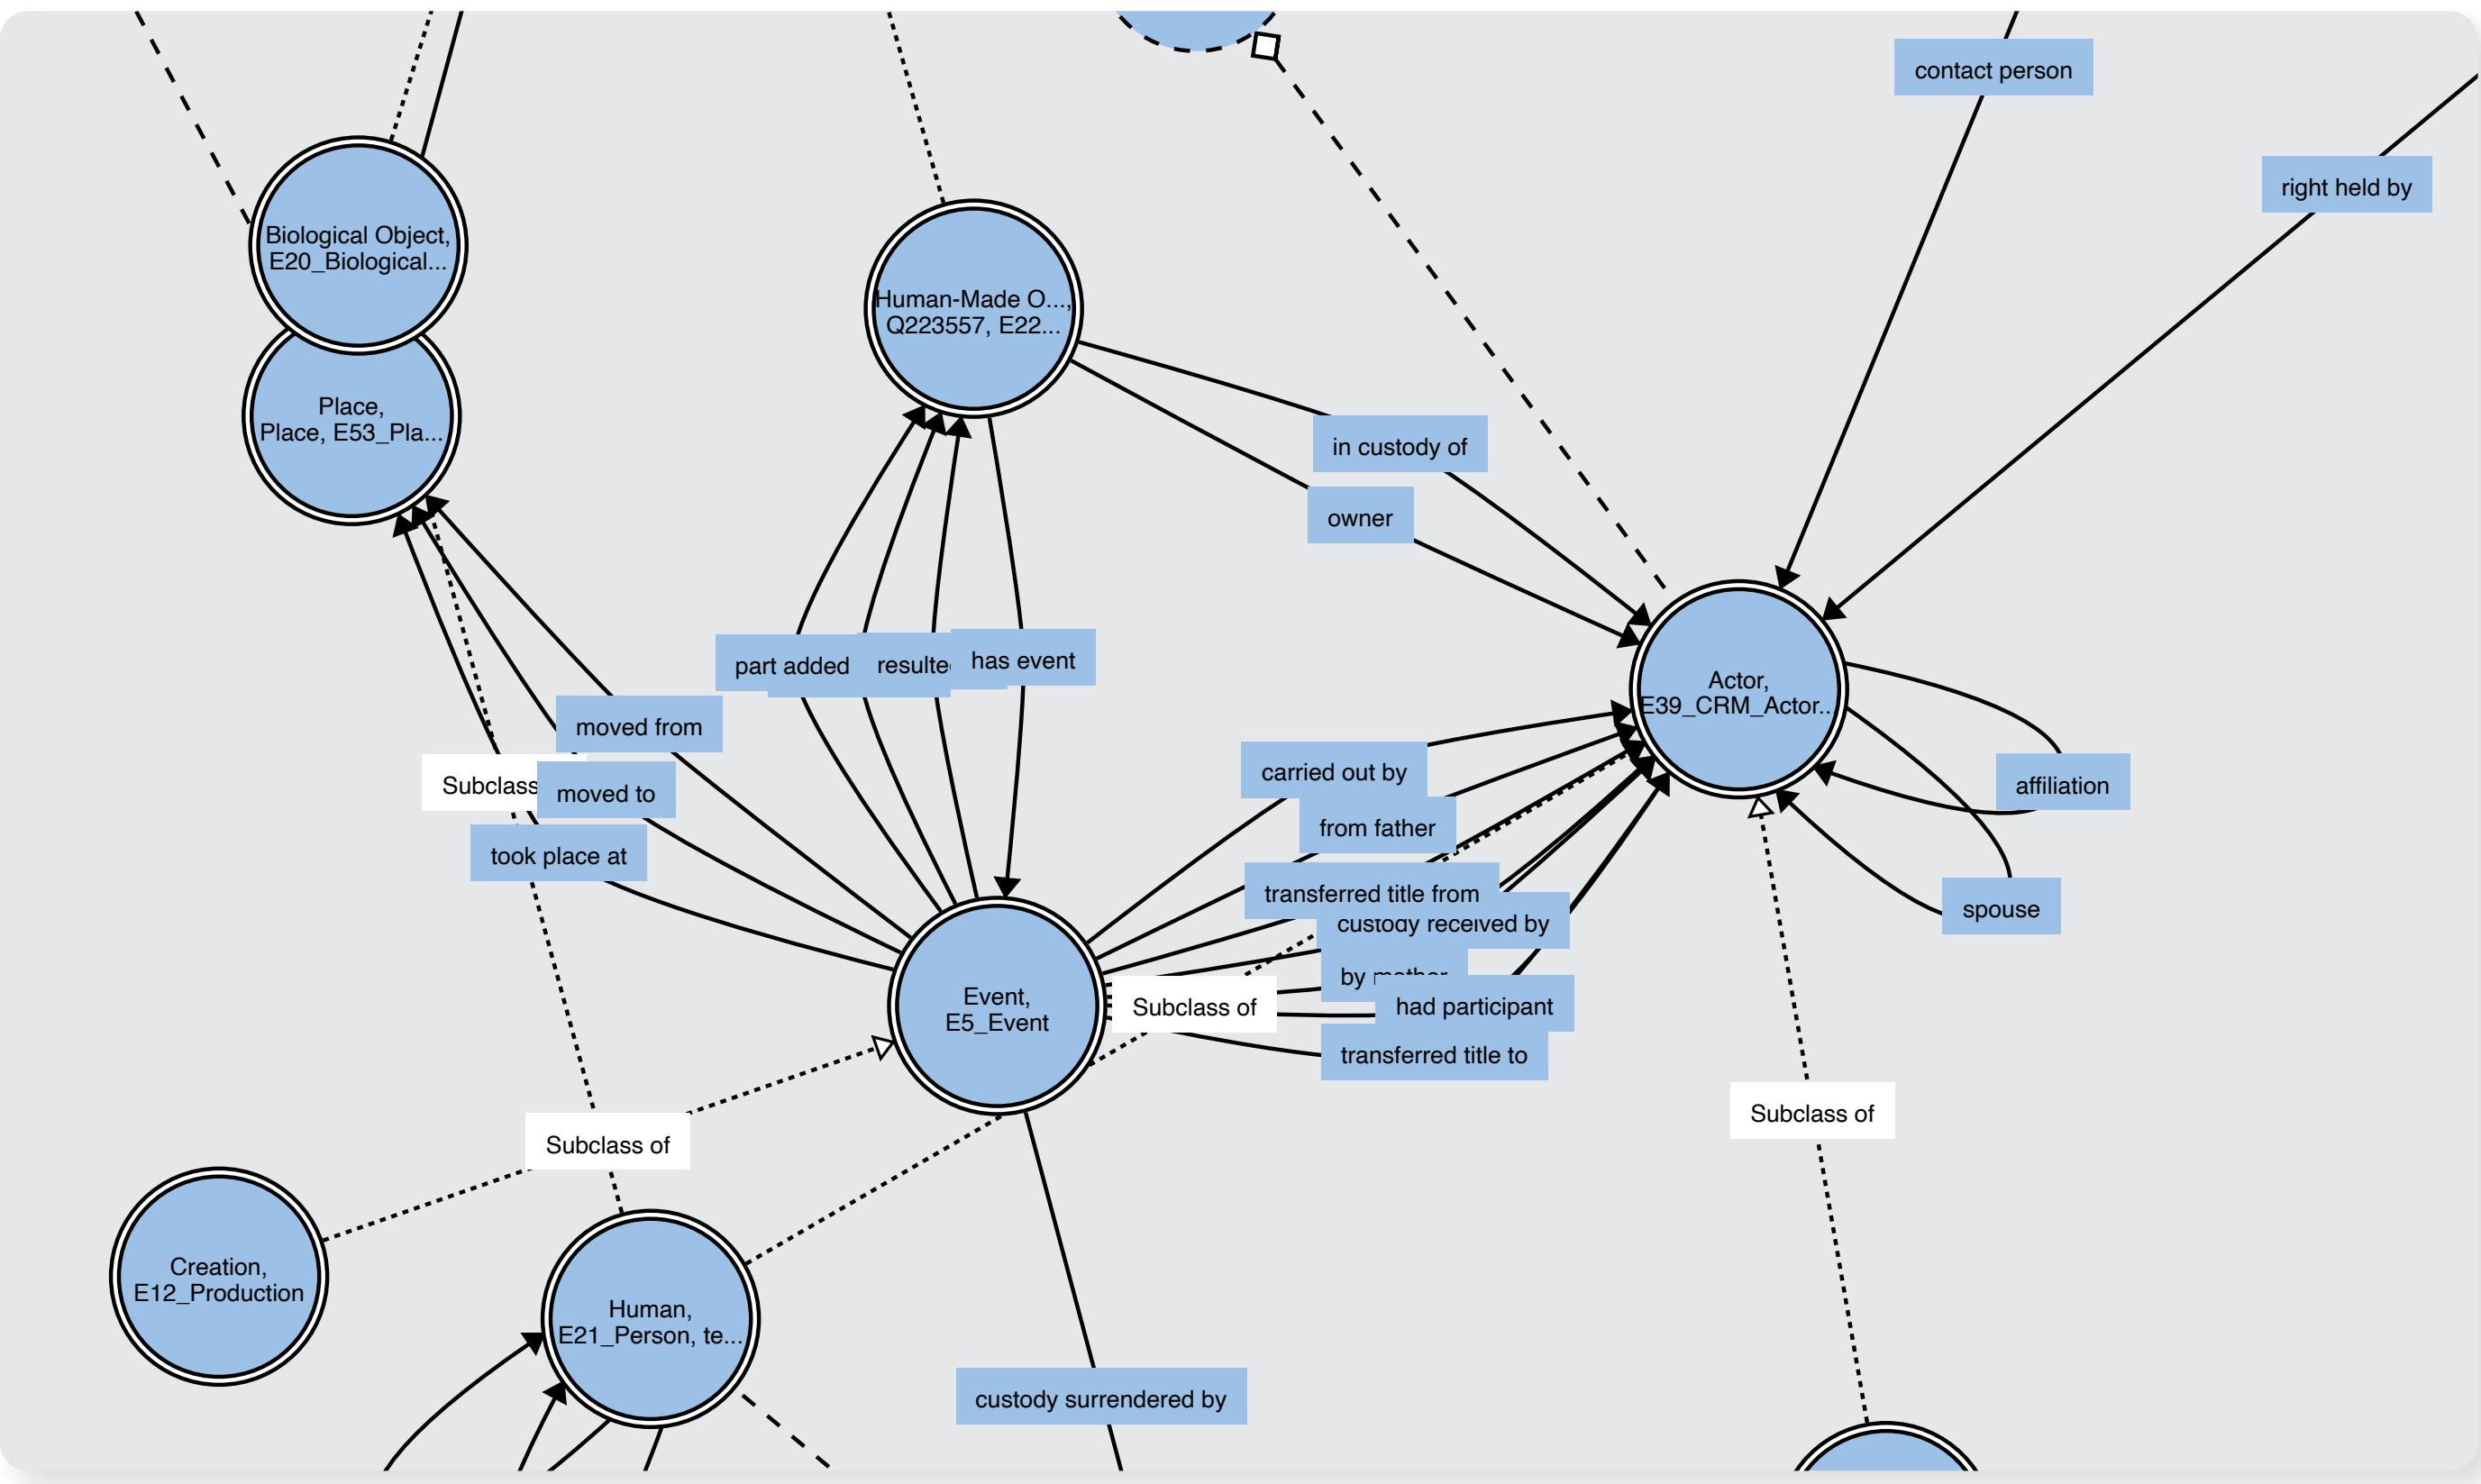 contact person
right held by
Biological Object,
E20_Biological...
Human-Made O...,
Q223557, E22...
Place,
Place, E53_Pla...
in custody of
owner
part added
has event
Actor,
E39_CRM_Actor...
moved from
Subclass
moved to
took place at
carried out by
affiliation
from father
transferred title from
custody received by
spouse
by mother
Event,
E5_Event
Subclass of
had participant
transferred title to
Subclass of
Subclass of
Creation,
E12_Production
Human,
E21_Person, te...
custody surrendered by